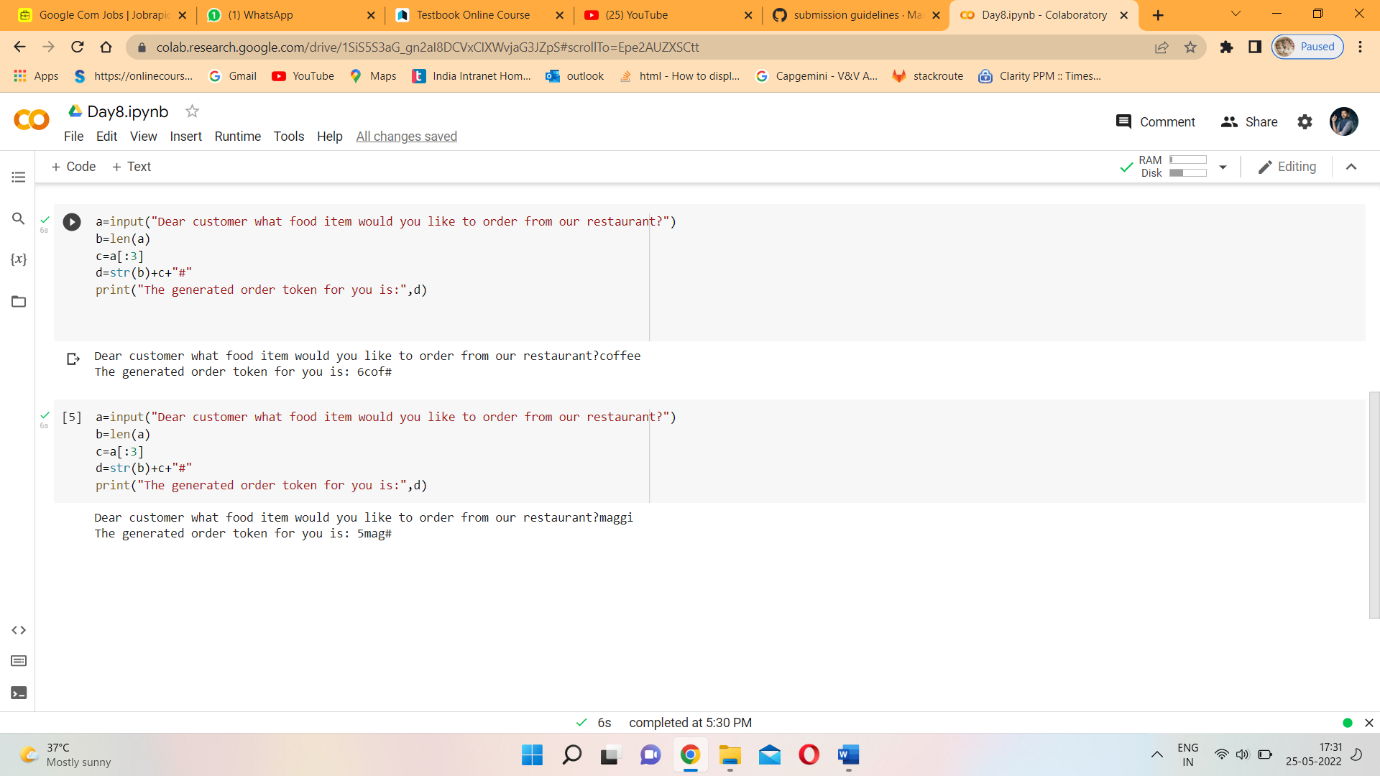 Google Com Jobs | Jobrapid
(1) WhatsApp
Testbook Online Course
(25) YouTube
submission guidelines · Ma
Day8.ipynb - Colaboratory
colab.research.google.com/drive/1SiS5S3aG_gn2aI8DCVxClXWvjaG3JZpS#scrollTo=Epe2AUZXSCtt
Paused
Apps
https://onlinecours...
Gmail
YouTube
Maps
India Intranet Hom...
outlook
html - How to displ...
Capgemini - V&V A...
stackroute
Clarity PPM :: Times...
Day8.ipynb
File Edit View Insert Runtime Tools Help All changes saved
Comment
Share
+ Code + Text
RAM
Disk
Editing
{x}
6s
a=input("Dear customer what food item would you like to order from our restaurant?")
b=len(a)
c=a[:3]
d=str(b)+c+"#"
print("The generated order token for you is:",d)
Dear customer what food item would you like to order from our restaurant?coffee
The generated order token for you is: 6cof#
6s
[5] a=input("Dear customer what food item would you like to order from our restaurant?")
b=len(a)
c=a[:3]
d=str(b)+c+"#"
print("The generated order token for you is:",d)
Dear customer what food item would you like to order from our restaurant?maggi
The generated order token for you is: 5mag#
6s completed at 5:30 PM
37°C
Mostly sunny
ENG
IN
17:31
25-05-2022